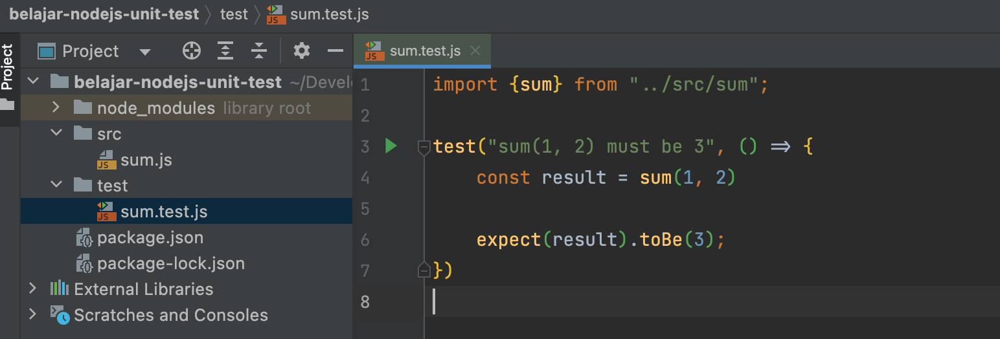 belajar-nodejs-unit-test > test > sum.test.js
Project
Project
sum.test.js
belajar-nodejs-unit-test ~/Develo
node_modules library root
src
sum.js
test
sum.test.js
package.json
package-lock.json
External Libraries
Scratches and Consoles
1 import {sum} from "../src/sum";
2
3 test("sum(1, 2) must be 3", () => {
4     const result = sum(1, 2)
5
6     expect(result).toBe(3);
7 })
8